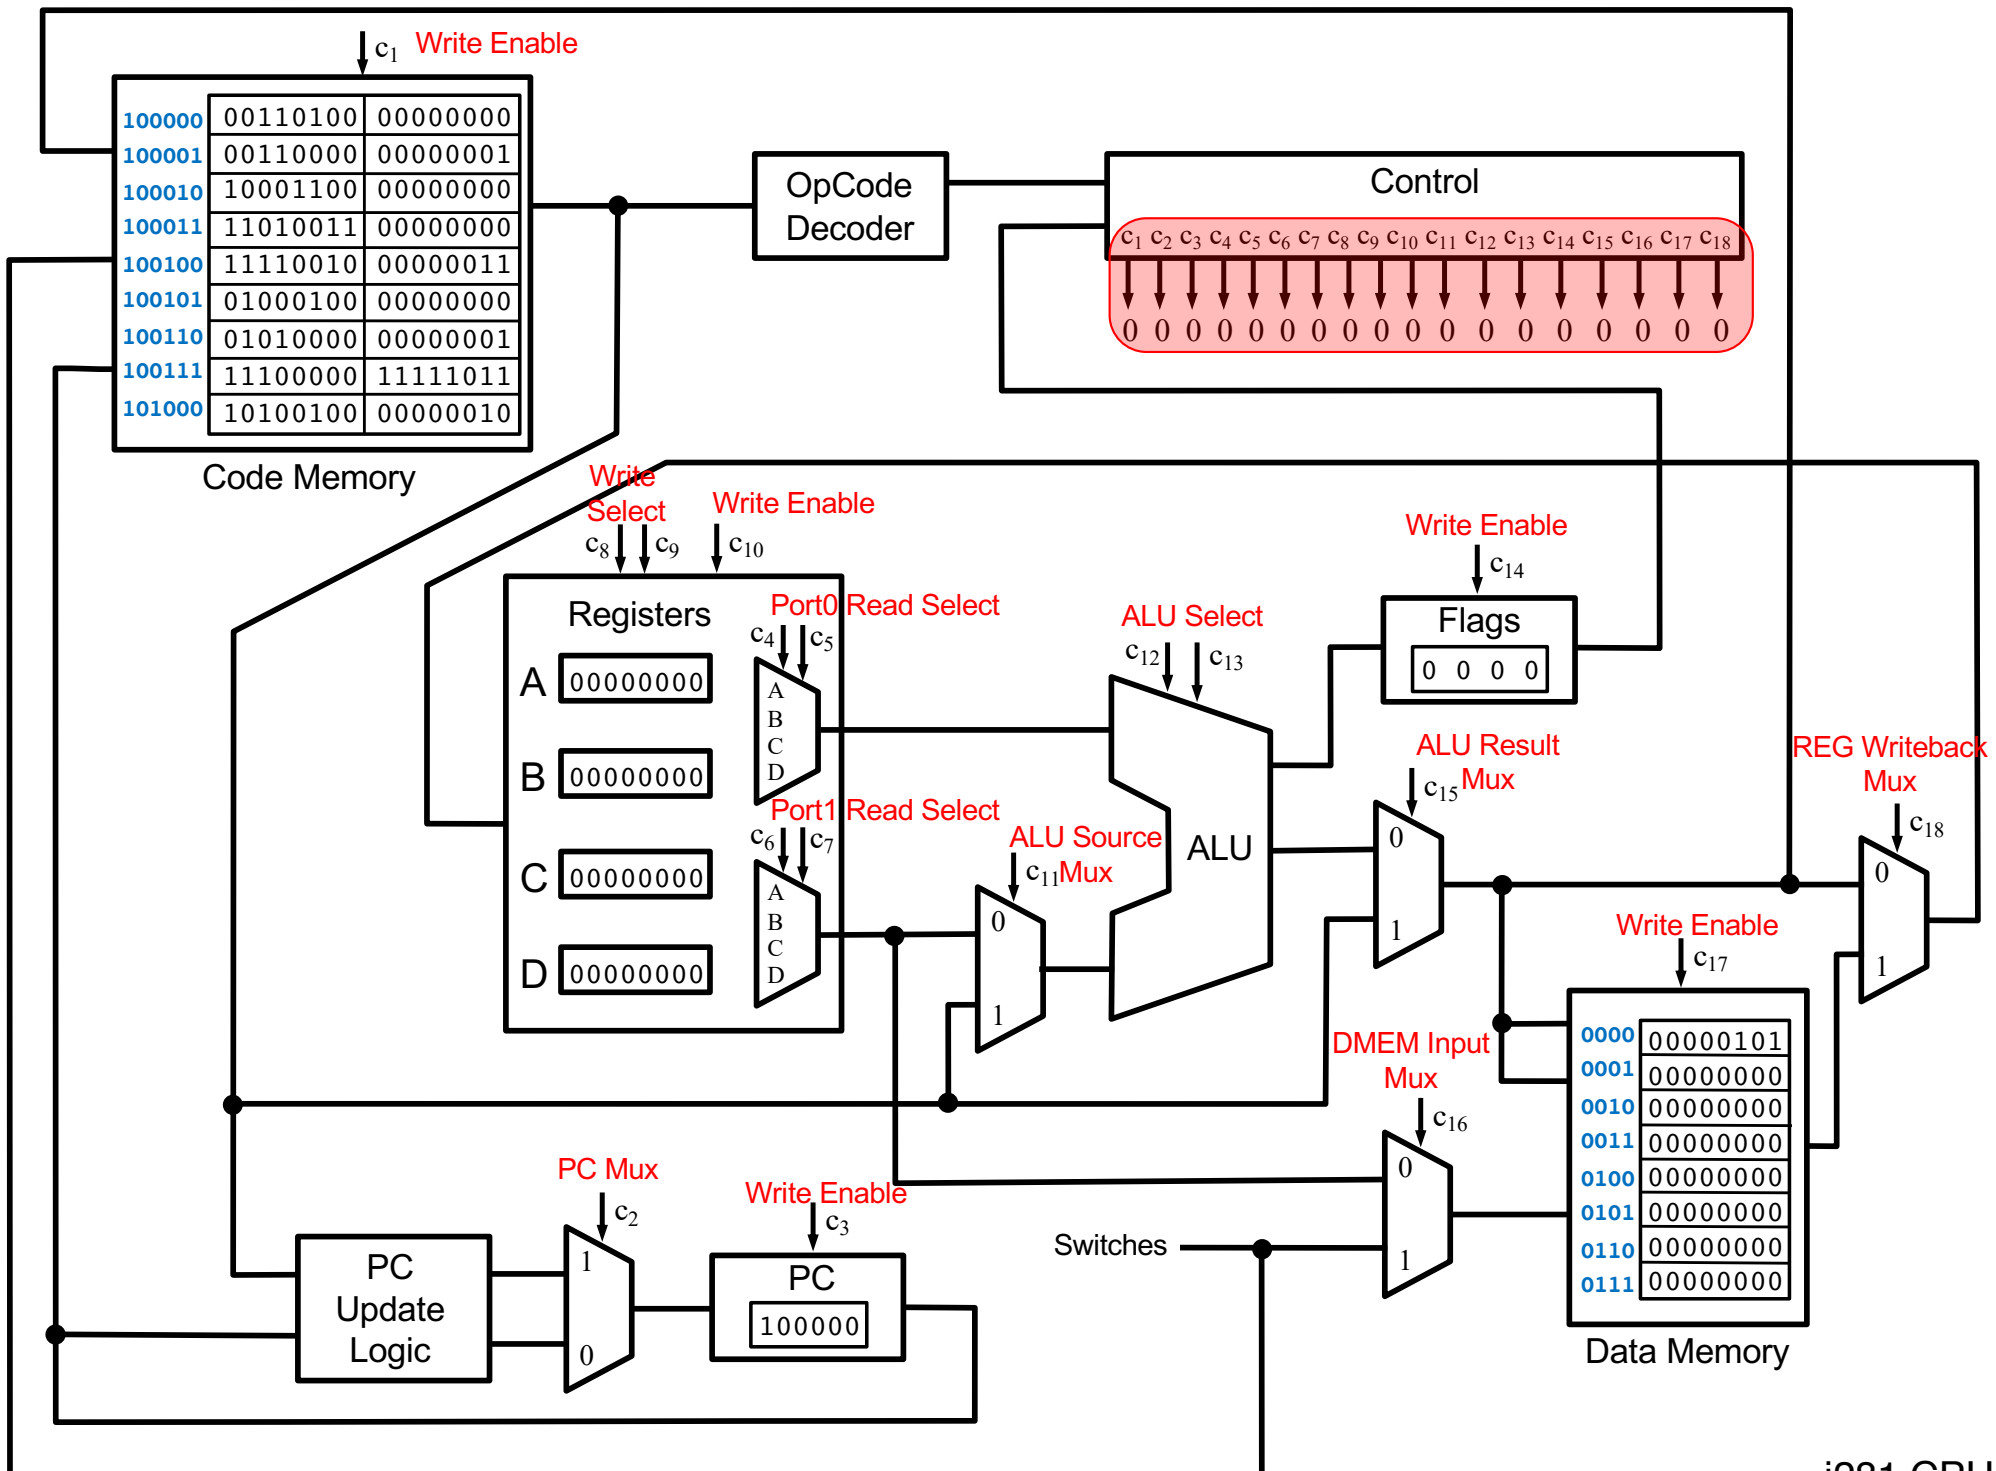 c1 Write Enable
100000 00110100 00000000
100001 00110000 00000001
100010 10001100 00000000
100011 11010011 00000000
100100 11110010 00000011
100101 01000100 00000000
100110 01010000 00000001
100111 11100000 11111011
101000 10100100 00000010
Code Memory
OpCode
Decoder
Control
c1 c2 c3 c4 c5 c6 c7 c8 c9 c10 c11 c12 c13 c14 c15 c16 c17 c18
0 0 0 0 0 0 0 0 0 0 0 0 0 0 0 0 0 0
Write
Select
c8 c9
Write Enable
c10
Registers
A 00000000
B 00000000
C 00000000
D 00000000
Port0 Read Select
c4 c5
A
B
C
D
Port1 Read Select
c6 c7
A
B
C
D
ALU Source
Mux
c11
0
1
ALU Select
c12 c13
ALU
Write Enable
c14
Flags
0 0 0 0
ALU Result
Mux
c15
0
1
REG Writeback
Mux
c18
0
1
Write Enable
c17
0000 00000101
0001 00000000
0010 00000000
0011 00000000
0100 00000000
0101 00000000
0110 00000000
0111 00000000
Data Memory
DMEM Input
Mux
c16
0
1
Switches
PC
Update
Logic
PC Mux
c2
1
0
Write Enable
c3
PC
100000
i281 CPU